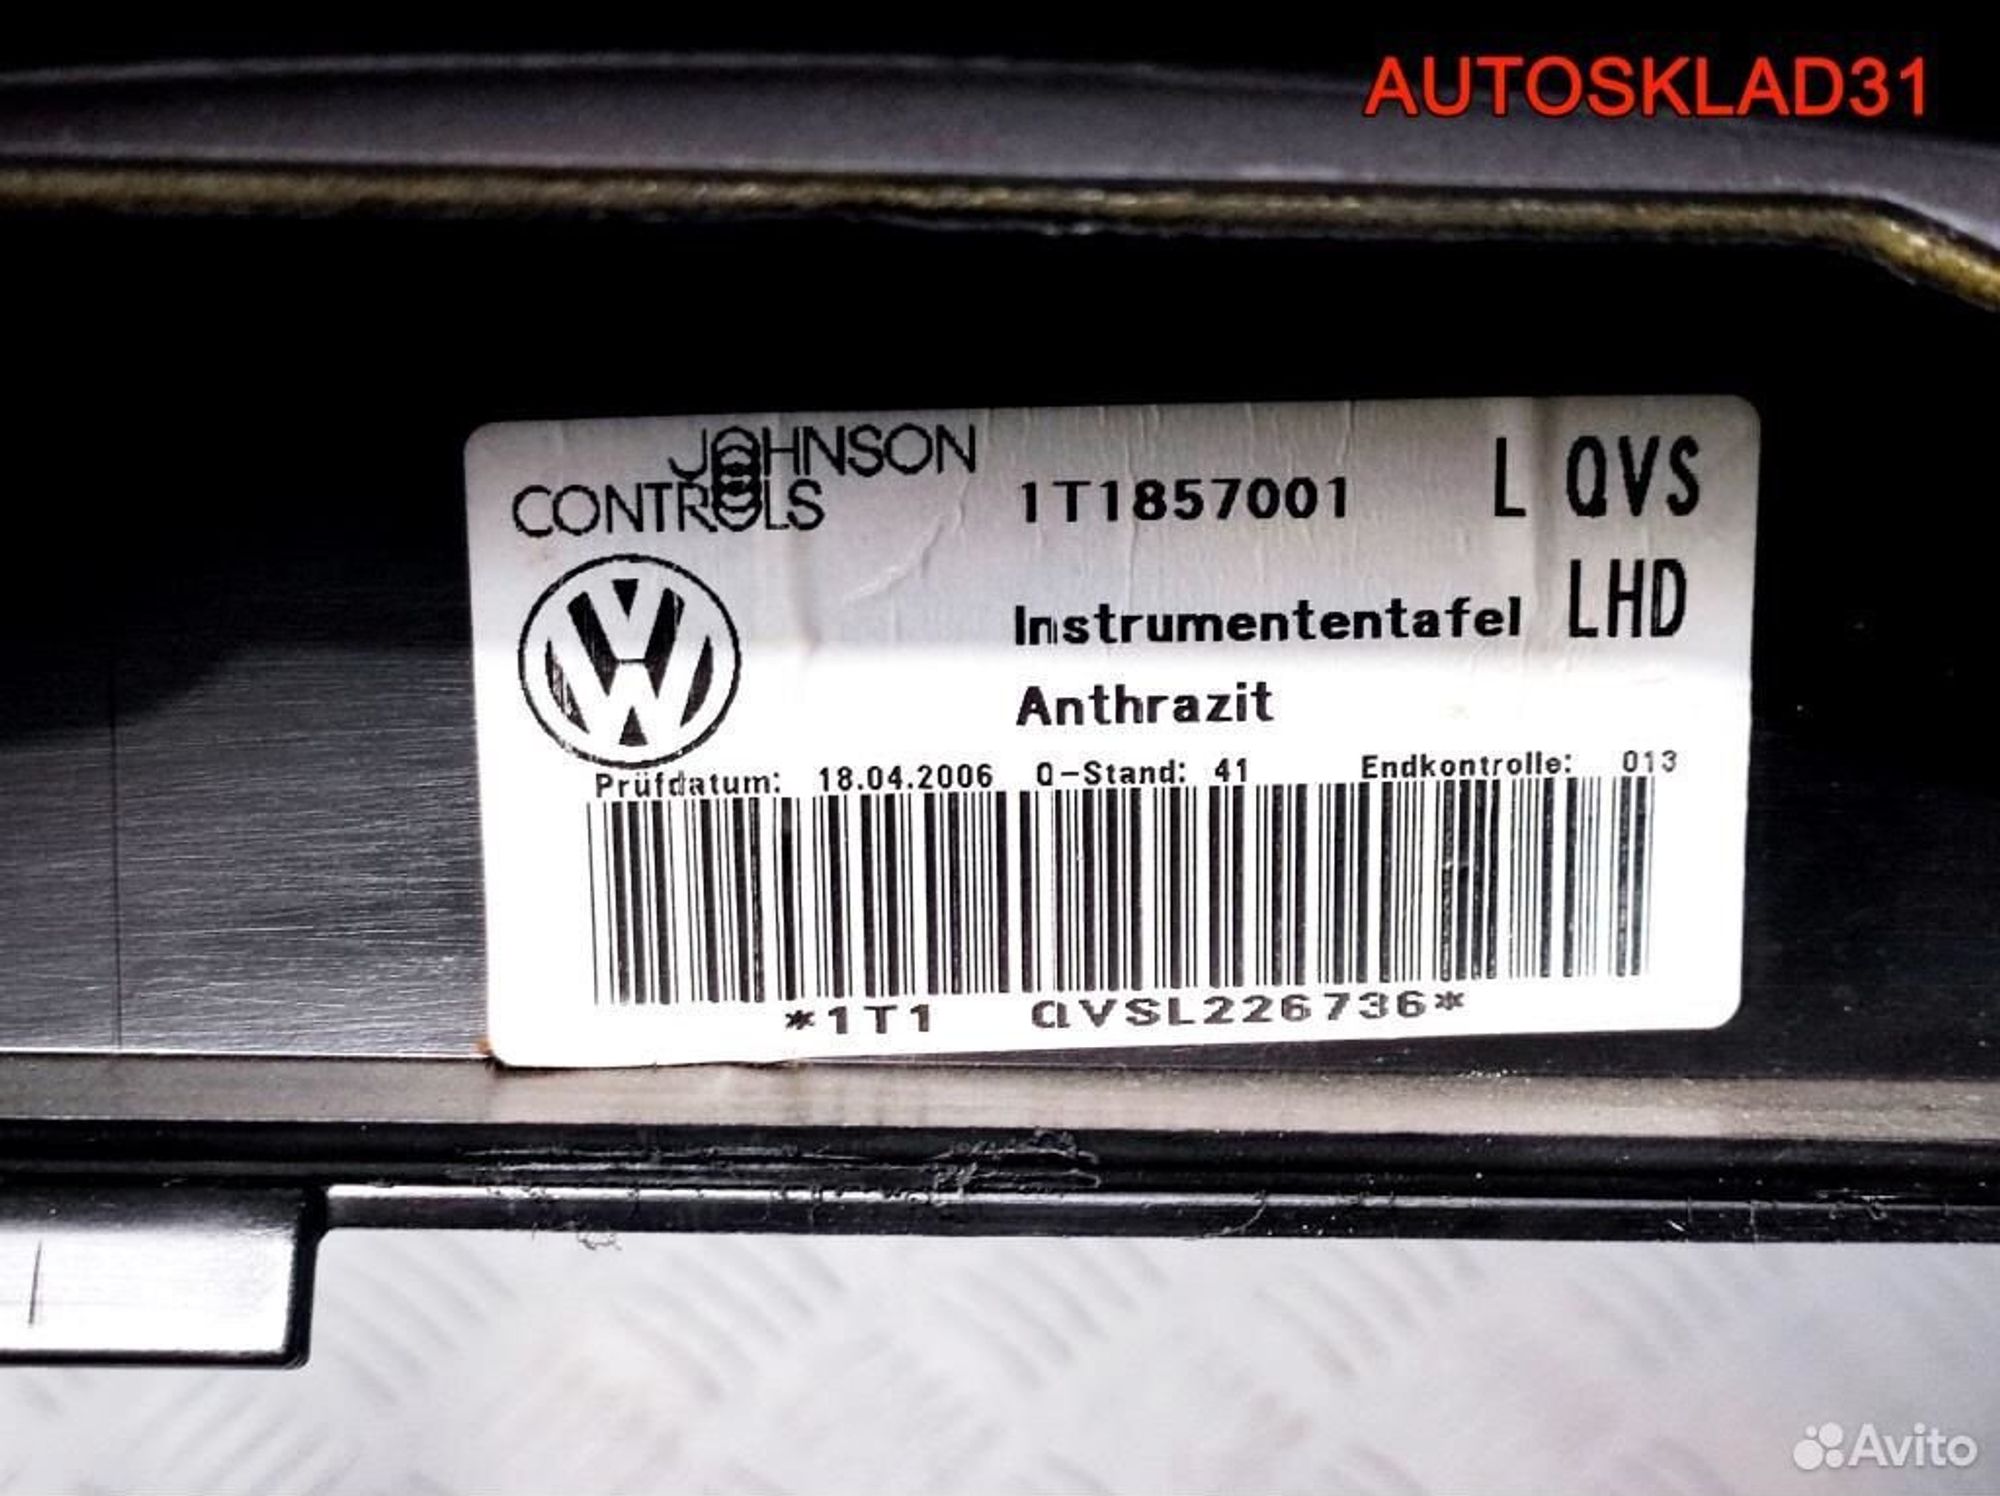 AUTOSKLAD31
JOHNSON
CONTROLS
1T1857001 L QVS
Instrumententafel LHD
Anthrazit
Prüfdatum: 18.04.2006 Q-Stand: 41 Endkontrolle: 013
*1T1 QVSL226736*
Avito